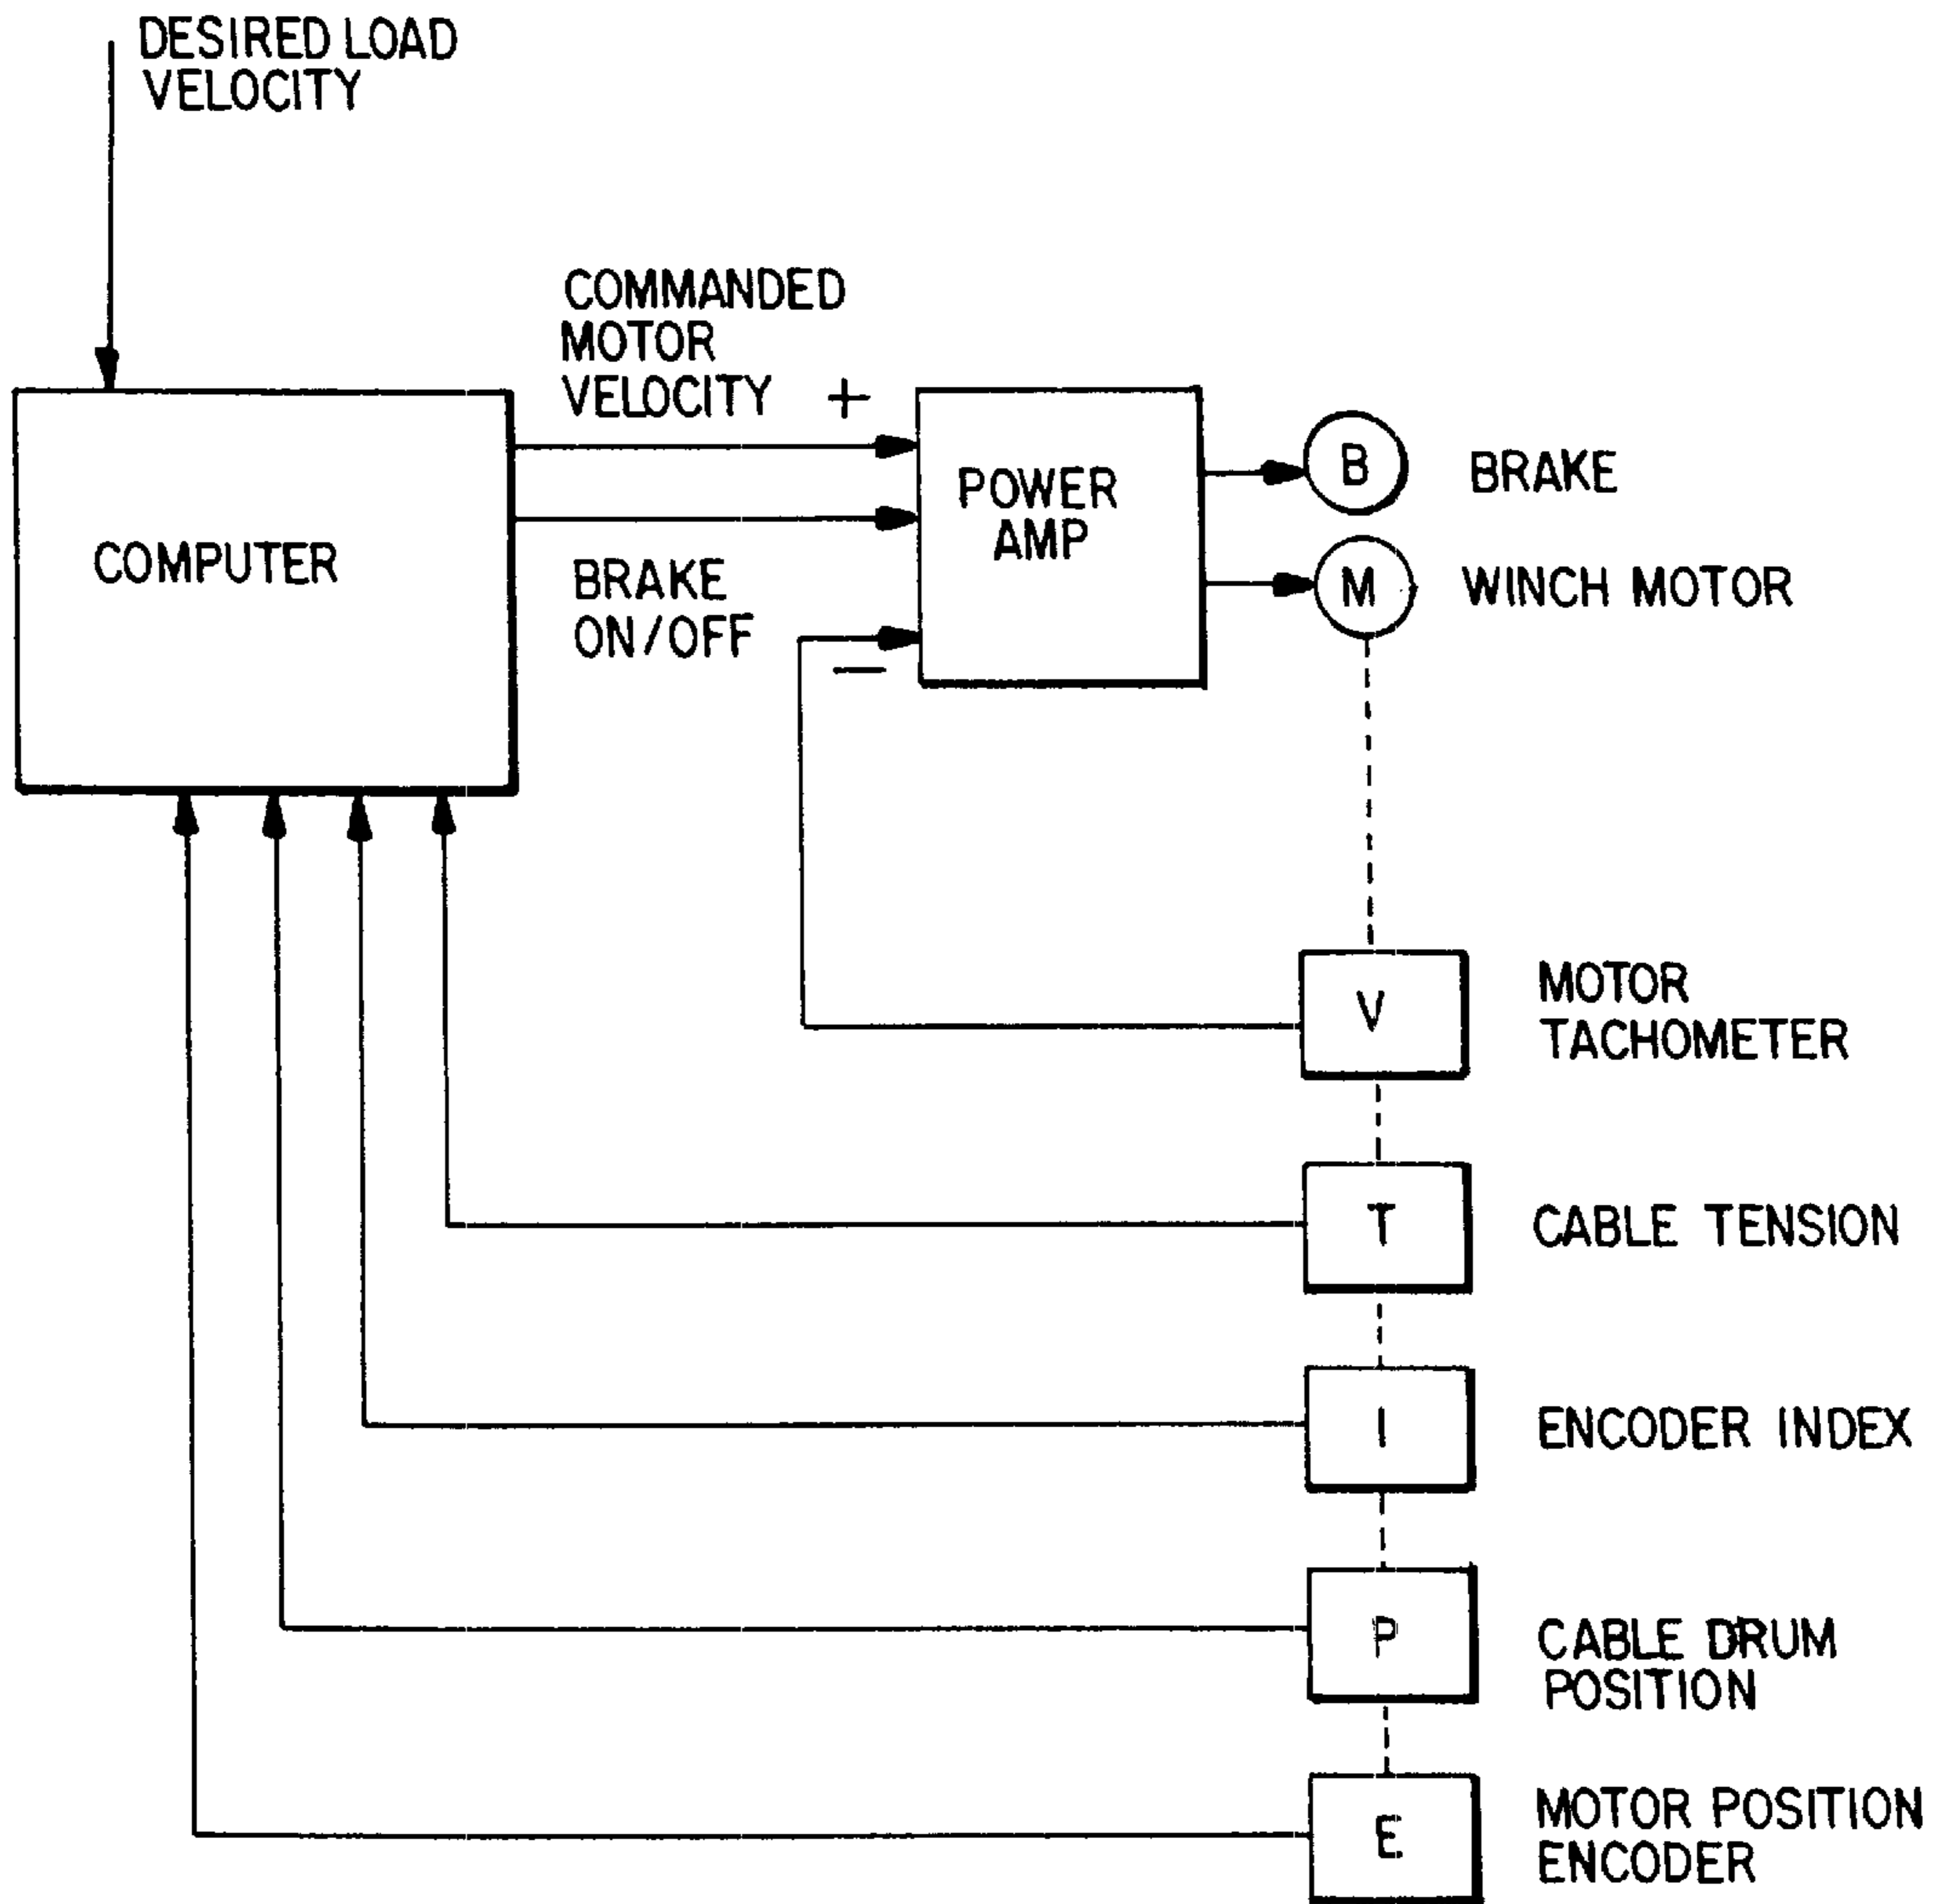 DESIRED LOAD
VELOCITY
COMMANDED
MOTOR
VELOCITY +
COMPUTER
BRAKE
ON/OFF
—
POWER
AMP
B
BRAKE
M
WINCH MOTOR
V
MOTOR
TACHOMETER
T
CABLE TENSION
I
ENCODER INDEX
P
CABLE DRUM
POSITION
E
MOTOR POSITION
ENCODER